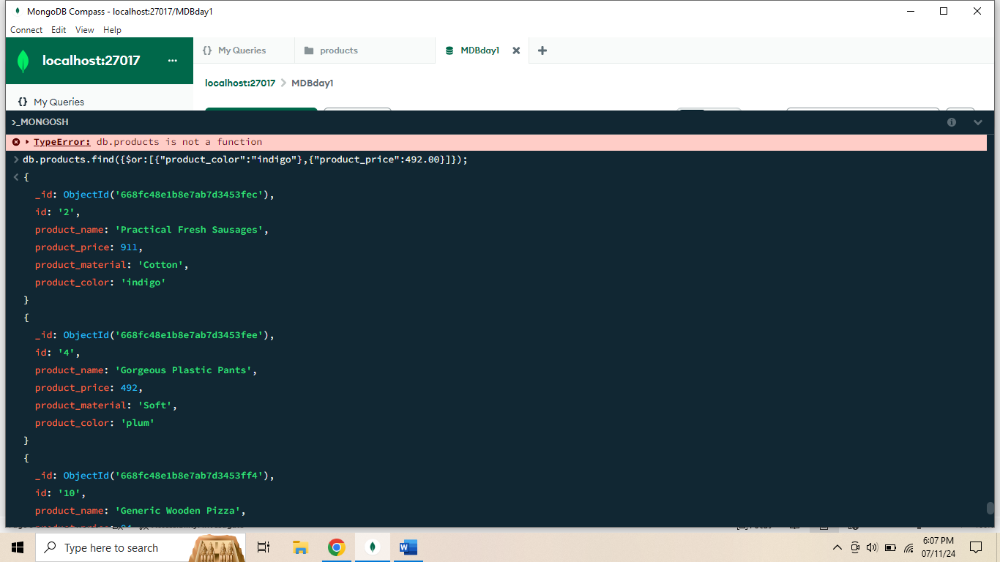 MongoDB Compass - localhost:27017/MDBday1
Connect Edit View Help
localhost:27017 ...
{} My Queries
products
MDBday1
localhost:27017 > MDBday1
{} My Queries
>_MONGOSH
TypeError: db.products is not a function
> db.products.find({$or:[{"product_color":"indigo"},{"product_price":492.00}]});
< {
_id: ObjectId('668fc48e1b8e7ab7d3453fec'),
id: '2',
product_name: 'Practical Fresh Sausages',
product_price: 911,
product_material: 'Cotton',
product_color: 'indigo'
}
{
_id: ObjectId('668fc48e1b8e7ab7d3453fee'),
id: '4',
product_name: 'Gorgeous Plastic Pants',
product_price: 492,
product_material: 'Soft',
product_color: 'plum'
}
{
_id: ObjectId('668fc48e1b8e7ab7d3453ff4'),
id: '10',
product_name: 'Generic Wooden Pizza',
Type here to search
6:07 PM
07/11/24